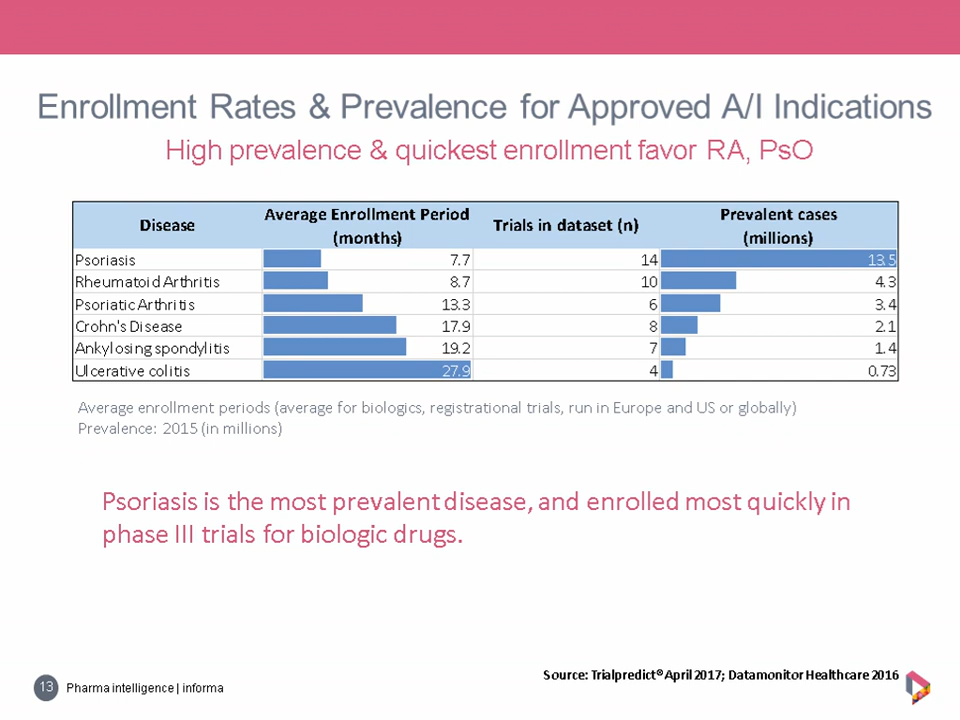 Enrollment Rates & Prevalence for Approved A/I Indications
High prevalence & quickest enrollment favor RA, PsO
Disease Average Enrollment Period (months) Trials in dataset (n) Prevalent cases (millions)
Psoriasis 7.7 14 13.5
Rheumatoid Arthritis 8.7 10 4.3
Psoriatic Arthritis 13.3 6 3.4
Crohn's Disease 17.9 8 2.1
Ankylosing spondylitis 19.2 7 1.4
Ulcerative colitis 27.9 4 0.73
Average enrollment periods (average for biologics, registrational trials, run in Europe and US or globally)
Prevalence: 2015 (in millions)
Psoriasis is the most prevalent disease, and enrolled most quickly in
phase III trials for biologic drugs.
Source: Trialpredict® April 2017; Datamonitor Healthcare 2016
13 Pharma intelligence | informa